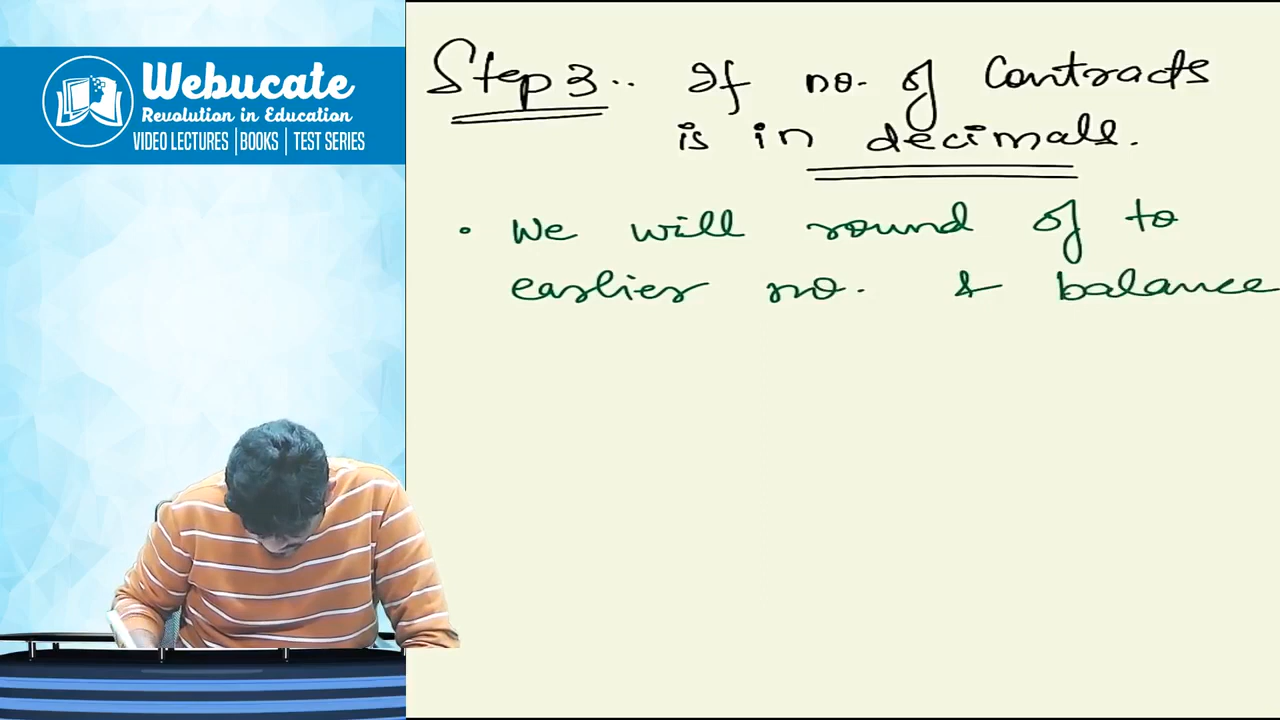 Webucate
Revolution in Education
VIDEO LECTURES | BOOKS | TEST SERIES
Step 3.. If no. of Contracts
is in decimals.
• We will round of to
earlier no. & balance